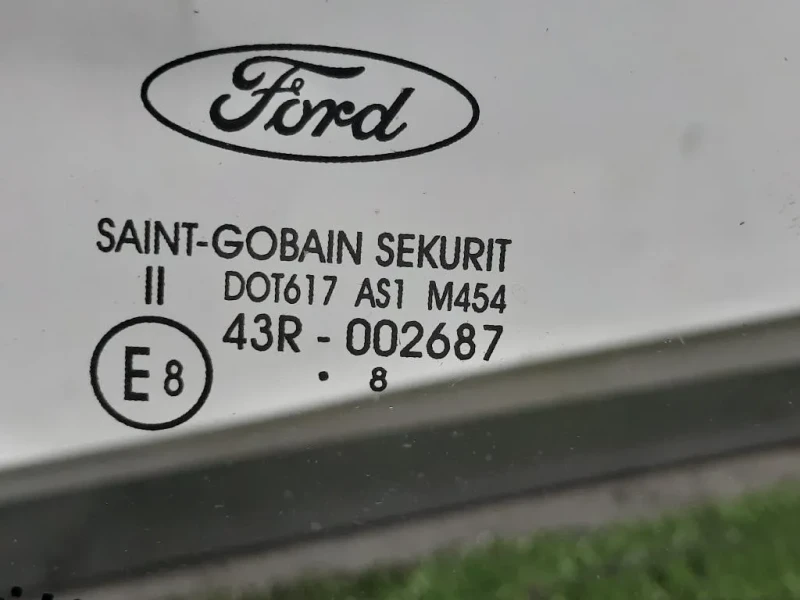 Ford
SAINT-GOBAIN SEKURIT
II DOT617 AS1 M454
43R - 002687
E8
. 8